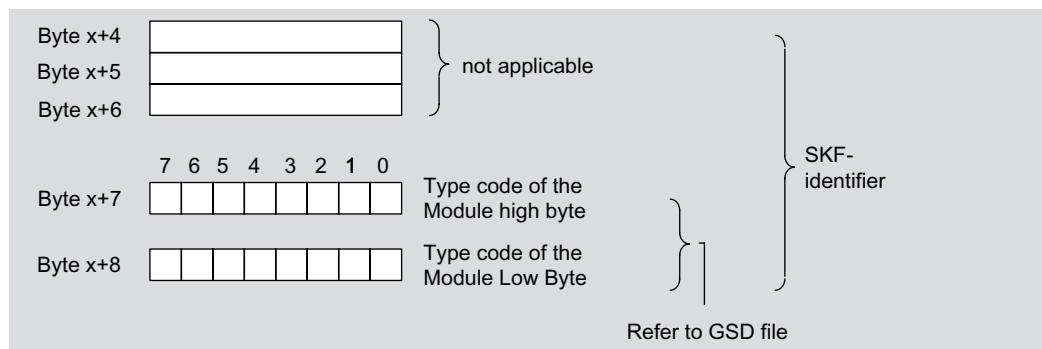 Byte x+4
Byte x+5
Byte x+6
not applicable
7 6 5 4 3 2 1 0
Byte x+7
Type code of the
Module high byte
Byte x+8
Type code of the
Module Low Byte
SKF-
identifier
Refer to GSD file